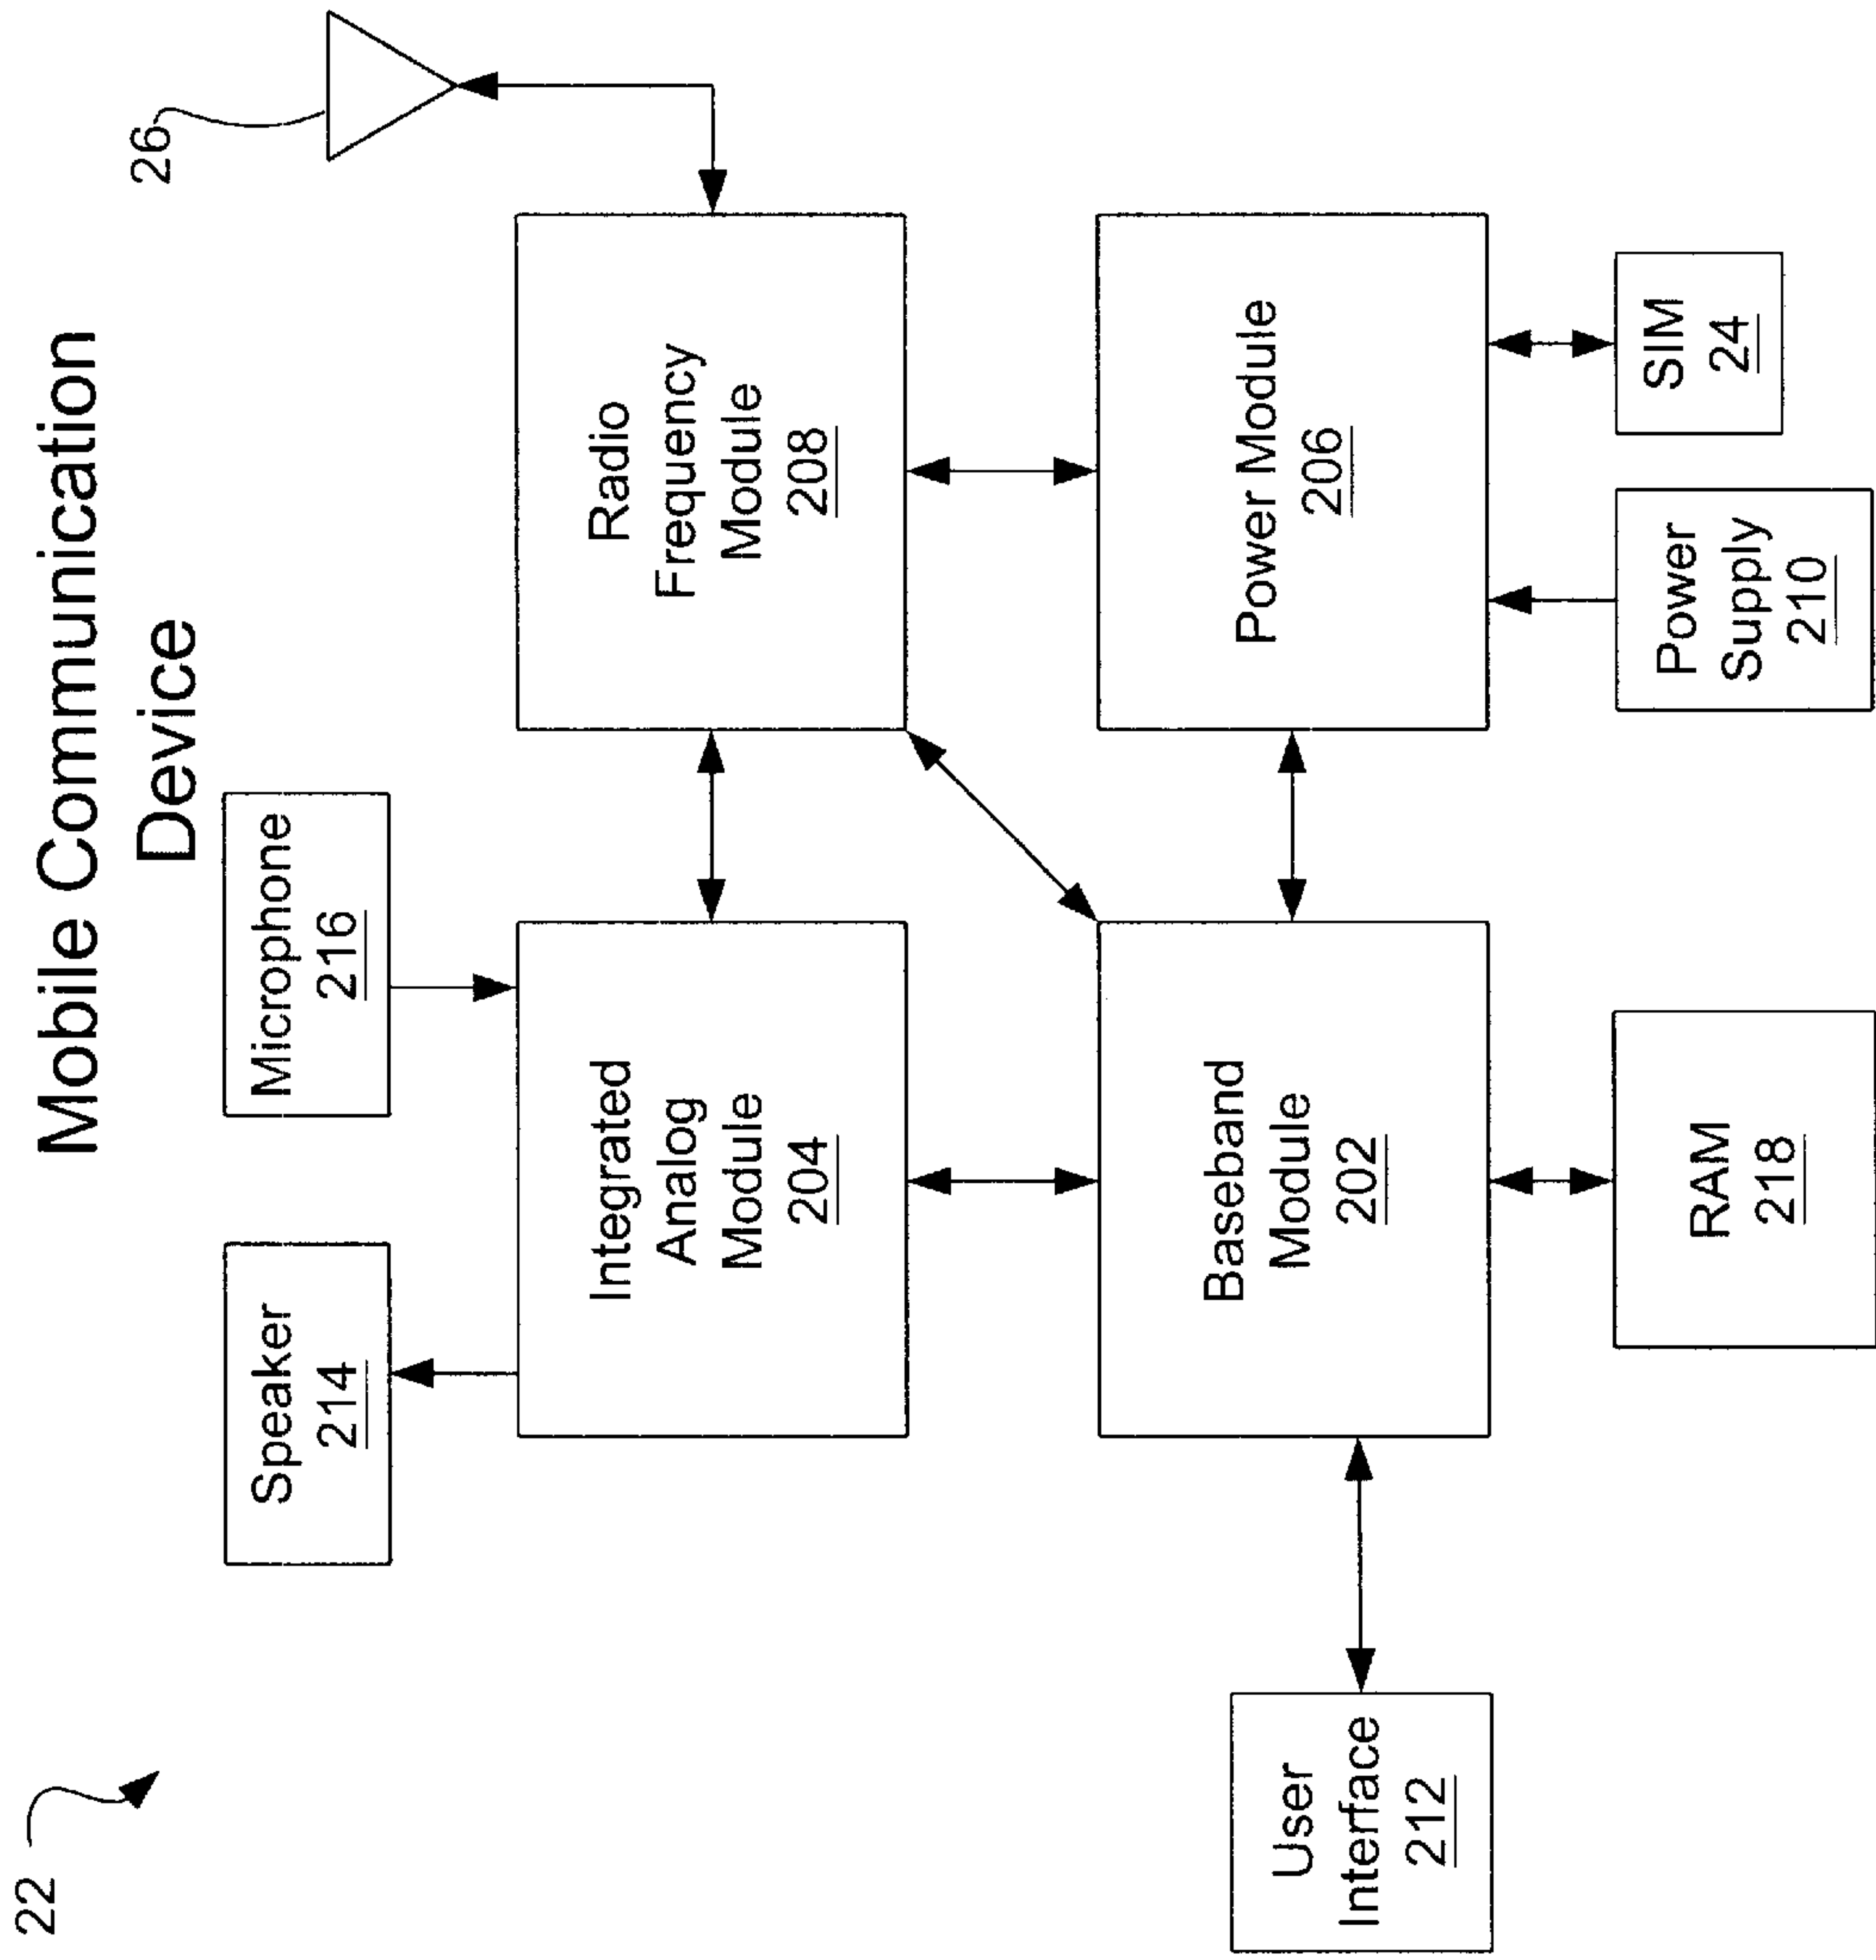 22
Mobile Communication
Device
26
Speaker
214
Microphone
216
Integrated
Analog
Module
204
Radio
Frequency
Module
208
User
Interface
212
Baseband
Module
202
Power Module
206
RAM
218
Power
Supply
210
SIM
24